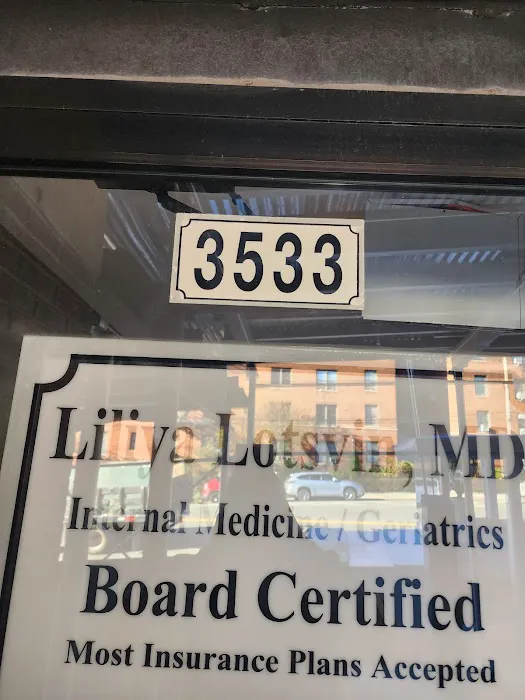 3533
Liliya Lotsvin, MD
Internal Medicine / Geriatrics
Board Certified
Most Insurance Plans Accepted